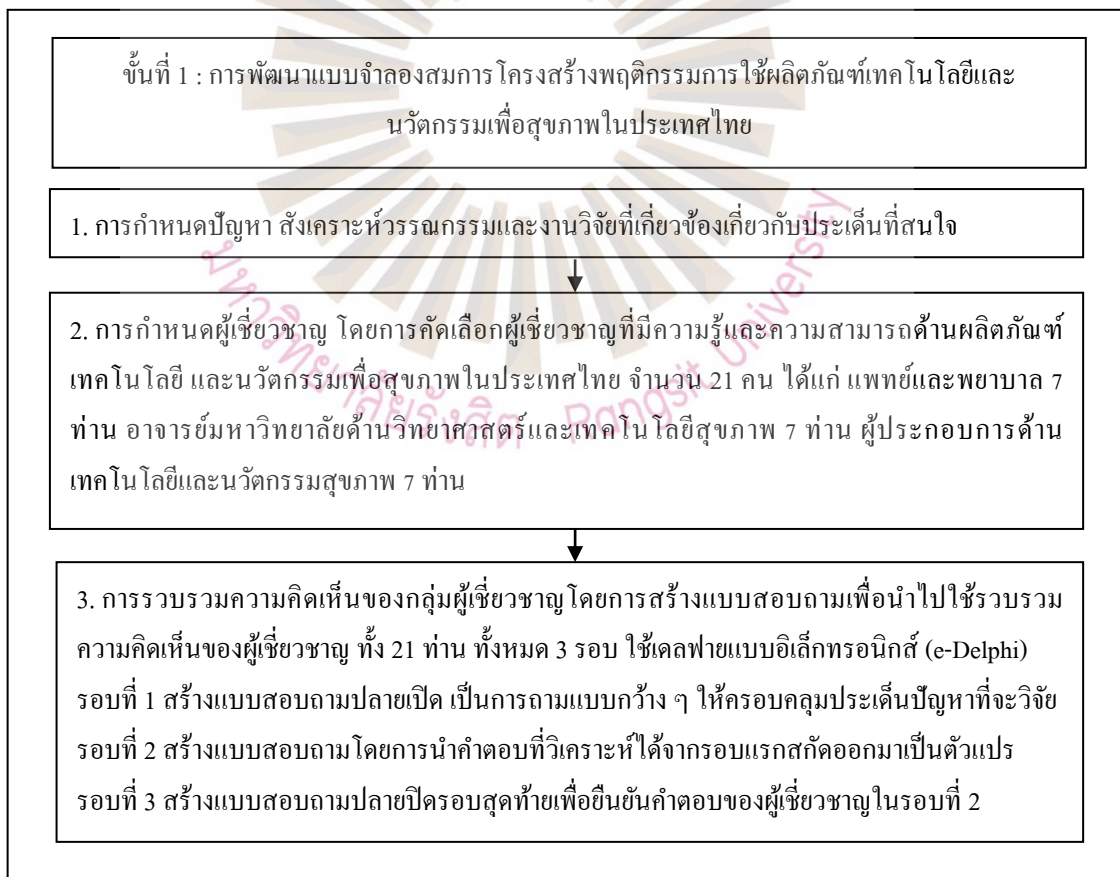 ขั้นที่ 1 : การพัฒนาแบบจำลองสมการโครงสร้างพฤติกรรมการใช้ผลิตภัณฑ์เทคโนโลยีและ
นวัตกรรมเพื่อสุขภาพในประเทศไทย
1. การกำหนดปัญหา สังเคราะห์วรรณกรรมและงานวิจัยที่เกี่ยวข้องเกี่ยวกับประเด็นที่สนใจ
2. การกำหนดผู้เชี่ยวชาญ โดยการคัดเลือกผู้เชี่ยวชาญที่มีความรู้และความสามารถด้านผลิตภัณฑ์
เทคโนโลยี และนวัตกรรมเพื่อสุขภาพในประเทศไทย จำนวน 21 คน ได้แก่ แพทย์และพยาบาล 7
ท่าน อาจารย์มหาวิทยาลัยด้านวิทยาศาสตร์และเทคโนโลยีสุขภาพ 7 ท่าน ผู้ประกอบการด้าน
เทคโนโลยีและนวัตกรรมสุขภาพ 7 ท่าน
มหาวิทยาลัยรังสิต Rangsit University
3. การรวบรวมความคิดเห็นของกลุ่มผู้เชี่ยวชาญโดยการสร้างแบบสอบถามเพื่อนำไปใช้รวบรวม
ความคิดเห็นของผู้เชี่ยวชาญ ทั้ง 21 ท่าน ทั้งหมด 3 รอบ ใช้เดลฟายแบบอิเล็กทรอนิกส์ (e-Delphi)
รอบที่ 1 สร้างแบบสอบถามปลายเปิด เป็นการถามแบบกว้าง ๆ ให้ครอบคลุมประเด็นปัญหาที่จะวิจัย
รอบที่ 2 สร้างแบบสอบถามโดยการนำคำตอบที่วิเคราะห์ได้จากรอบแรกสกัดออกมาเป็นตัวแปร
รอบที่ 3 สร้างแบบสอบถามปลายปิดรอบสุดท้ายเพื่อยืนยันคำตอบของผู้เชี่ยวชาญในรอบที่ 2